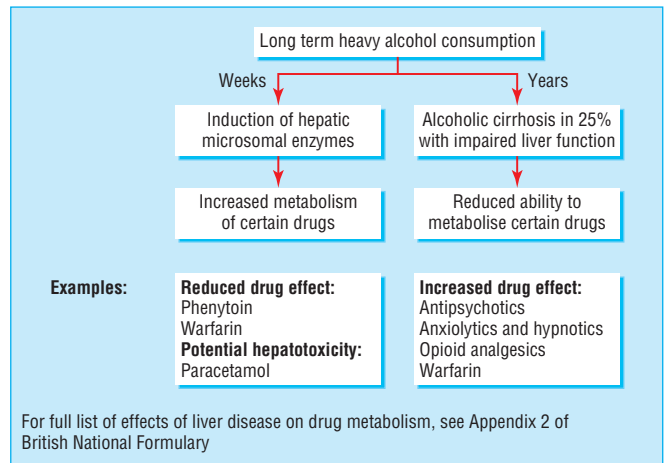 Long term heavy alcohol consumption
Weeks
Years
Induction of hepatic
microsomal enzymes
Alcoholic cirrhosis in 25%
with impaired liver function
Increased metabolism
of certain drugs
Reduced ability to
metabolise certain drugs
Examples:
Reduced drug effect:
Phenytoin
Warfarin
Potential hepatotoxicity:
Paracetamol
Increased drug effect:
Antipsychotics
Anxiolytics and hypnotics
Opioid analgesics
Warfarin
For full list of effects of liver disease on drug metabolism, see Appendix 2 of
British National Formulary